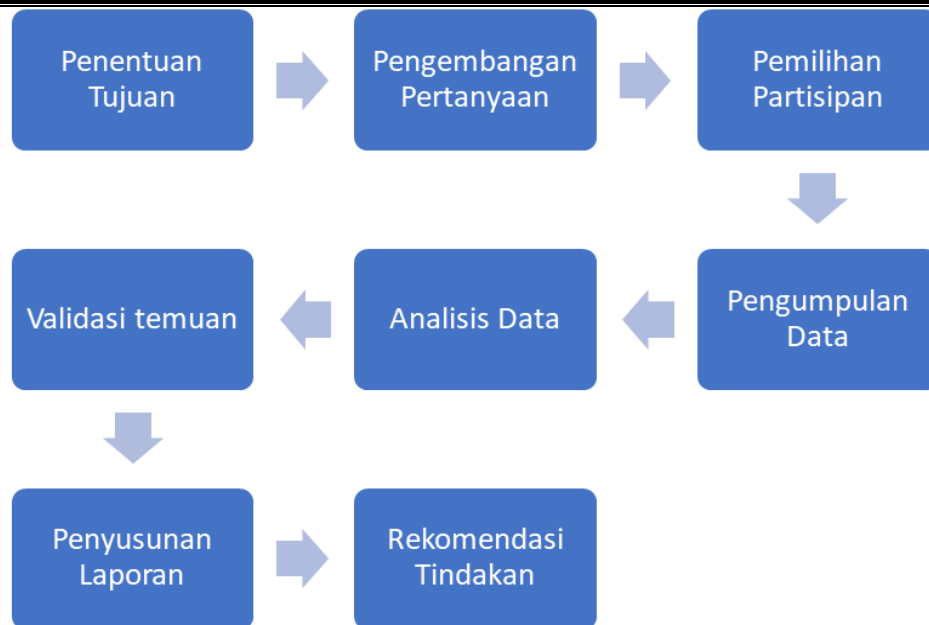 Penentuan
Tujuan
Pengembangan
Pertanyaan
Pemilihan
Partisipan
Pengumpulan
Data
Analisis Data
Validasi temuan
Penyusunan
Laporan
Rekomendasi
Tindakan